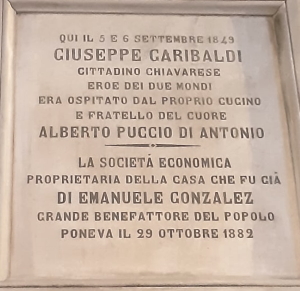 QUI IL 5 E 6 SETTEMBRE 1849
GIUSEPPE GARIBALDI
CITTADINO CHIAVARESE
EROE DEI DUE MONDI
ERA OSPITATO DAL PROPRIO CUGINO
E FRATELLO DEL CUORE
ALBERTO PUCCIO DI ANTONIO
LA SOCIETÁ ECONOMICA
PROPRIETARIA DELLA CASA CHE FU GIÀ
DI EMANUELE GONZALEZ
GRANDE BENEFATTORE DEL POPOLO
PONEVA IL 29 OTTOBRE 1882